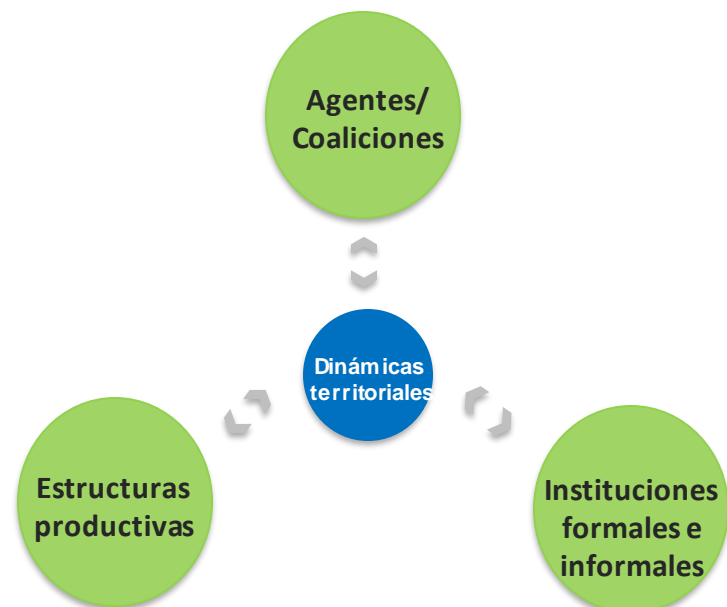 Agentes/
Coaliciones
Dinámicas
territoriales
Estructuras
productivas
Instituciones
formales e
informales